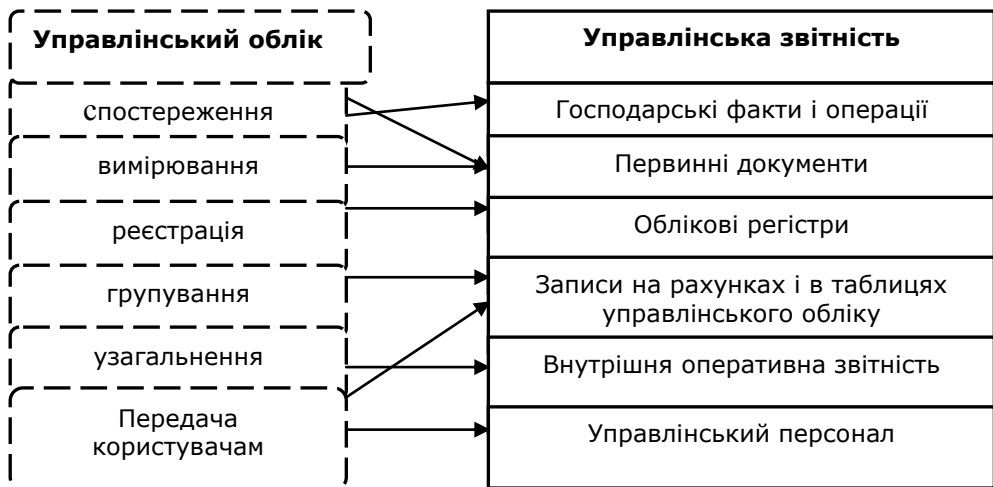 Управлінський облік
спостереження
вимірювання
реєстрація
групування
узагальнення
Передача
користувачам
Управлінська звітність
Господарські факти і операції
Первинні документи
Облікові регістри
Записи на рахунках і в таблицях
управлінського обліку
Внутрішня оперативна звітність
Управлінський персонал